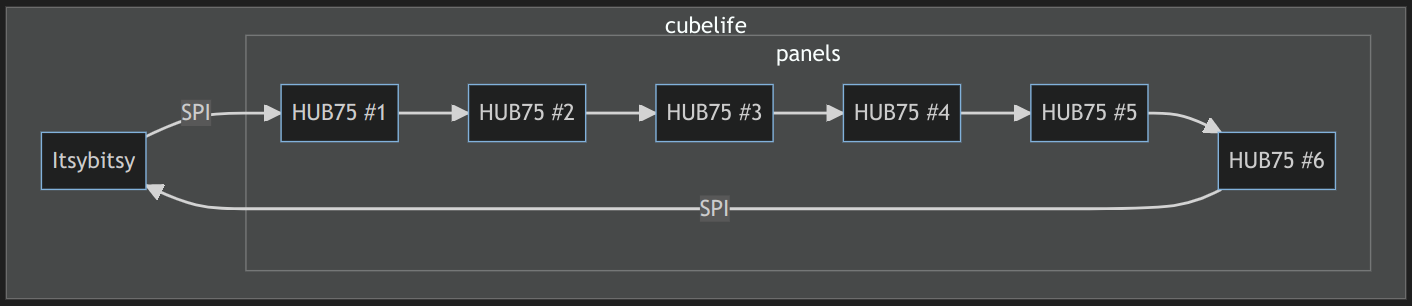 cubelife
panels
SPI
HUB75 #1
HUB75 #2
HUB75 #3
HUB75 #4
HUB75 #5
Itsybitsy
HUB75 #6
SPI